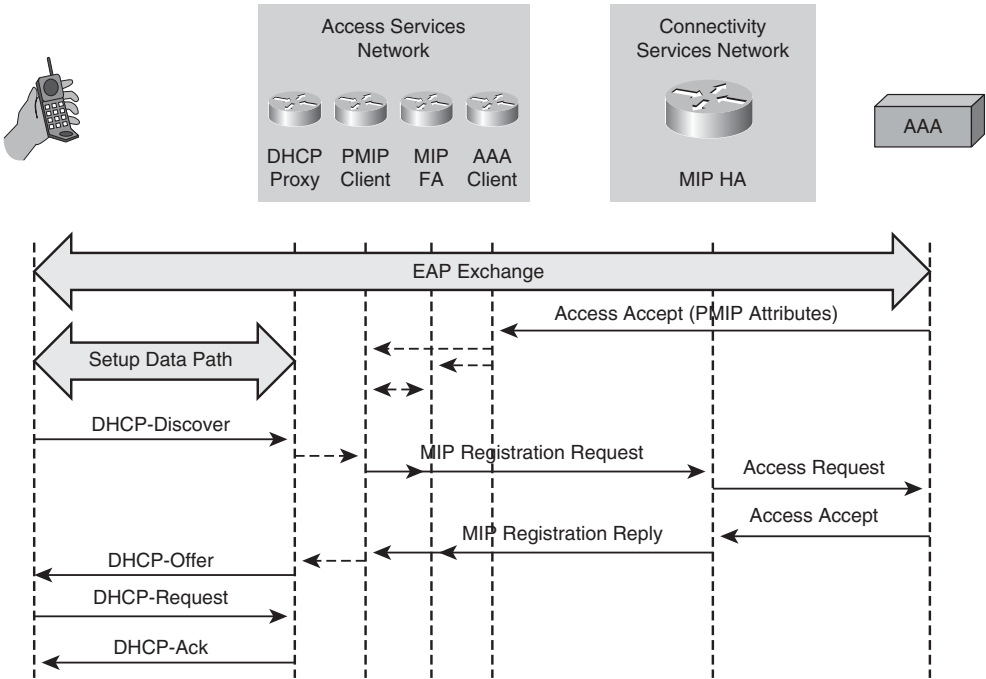 Access Services
Network
Connectivity
Services Network
DHCP
Proxy
PMIP
Client
MIP
FA
AAA
Client
MIP HA
AAA
EAP Exchange
Access Accept (PMIP Attributes)
Setup Data Path
DHCP-Discover
MIP Registration Request
Access Request
Access Accept
MIP Registration Reply
DHCP-Offer
DHCP-Request
DHCP-Ack